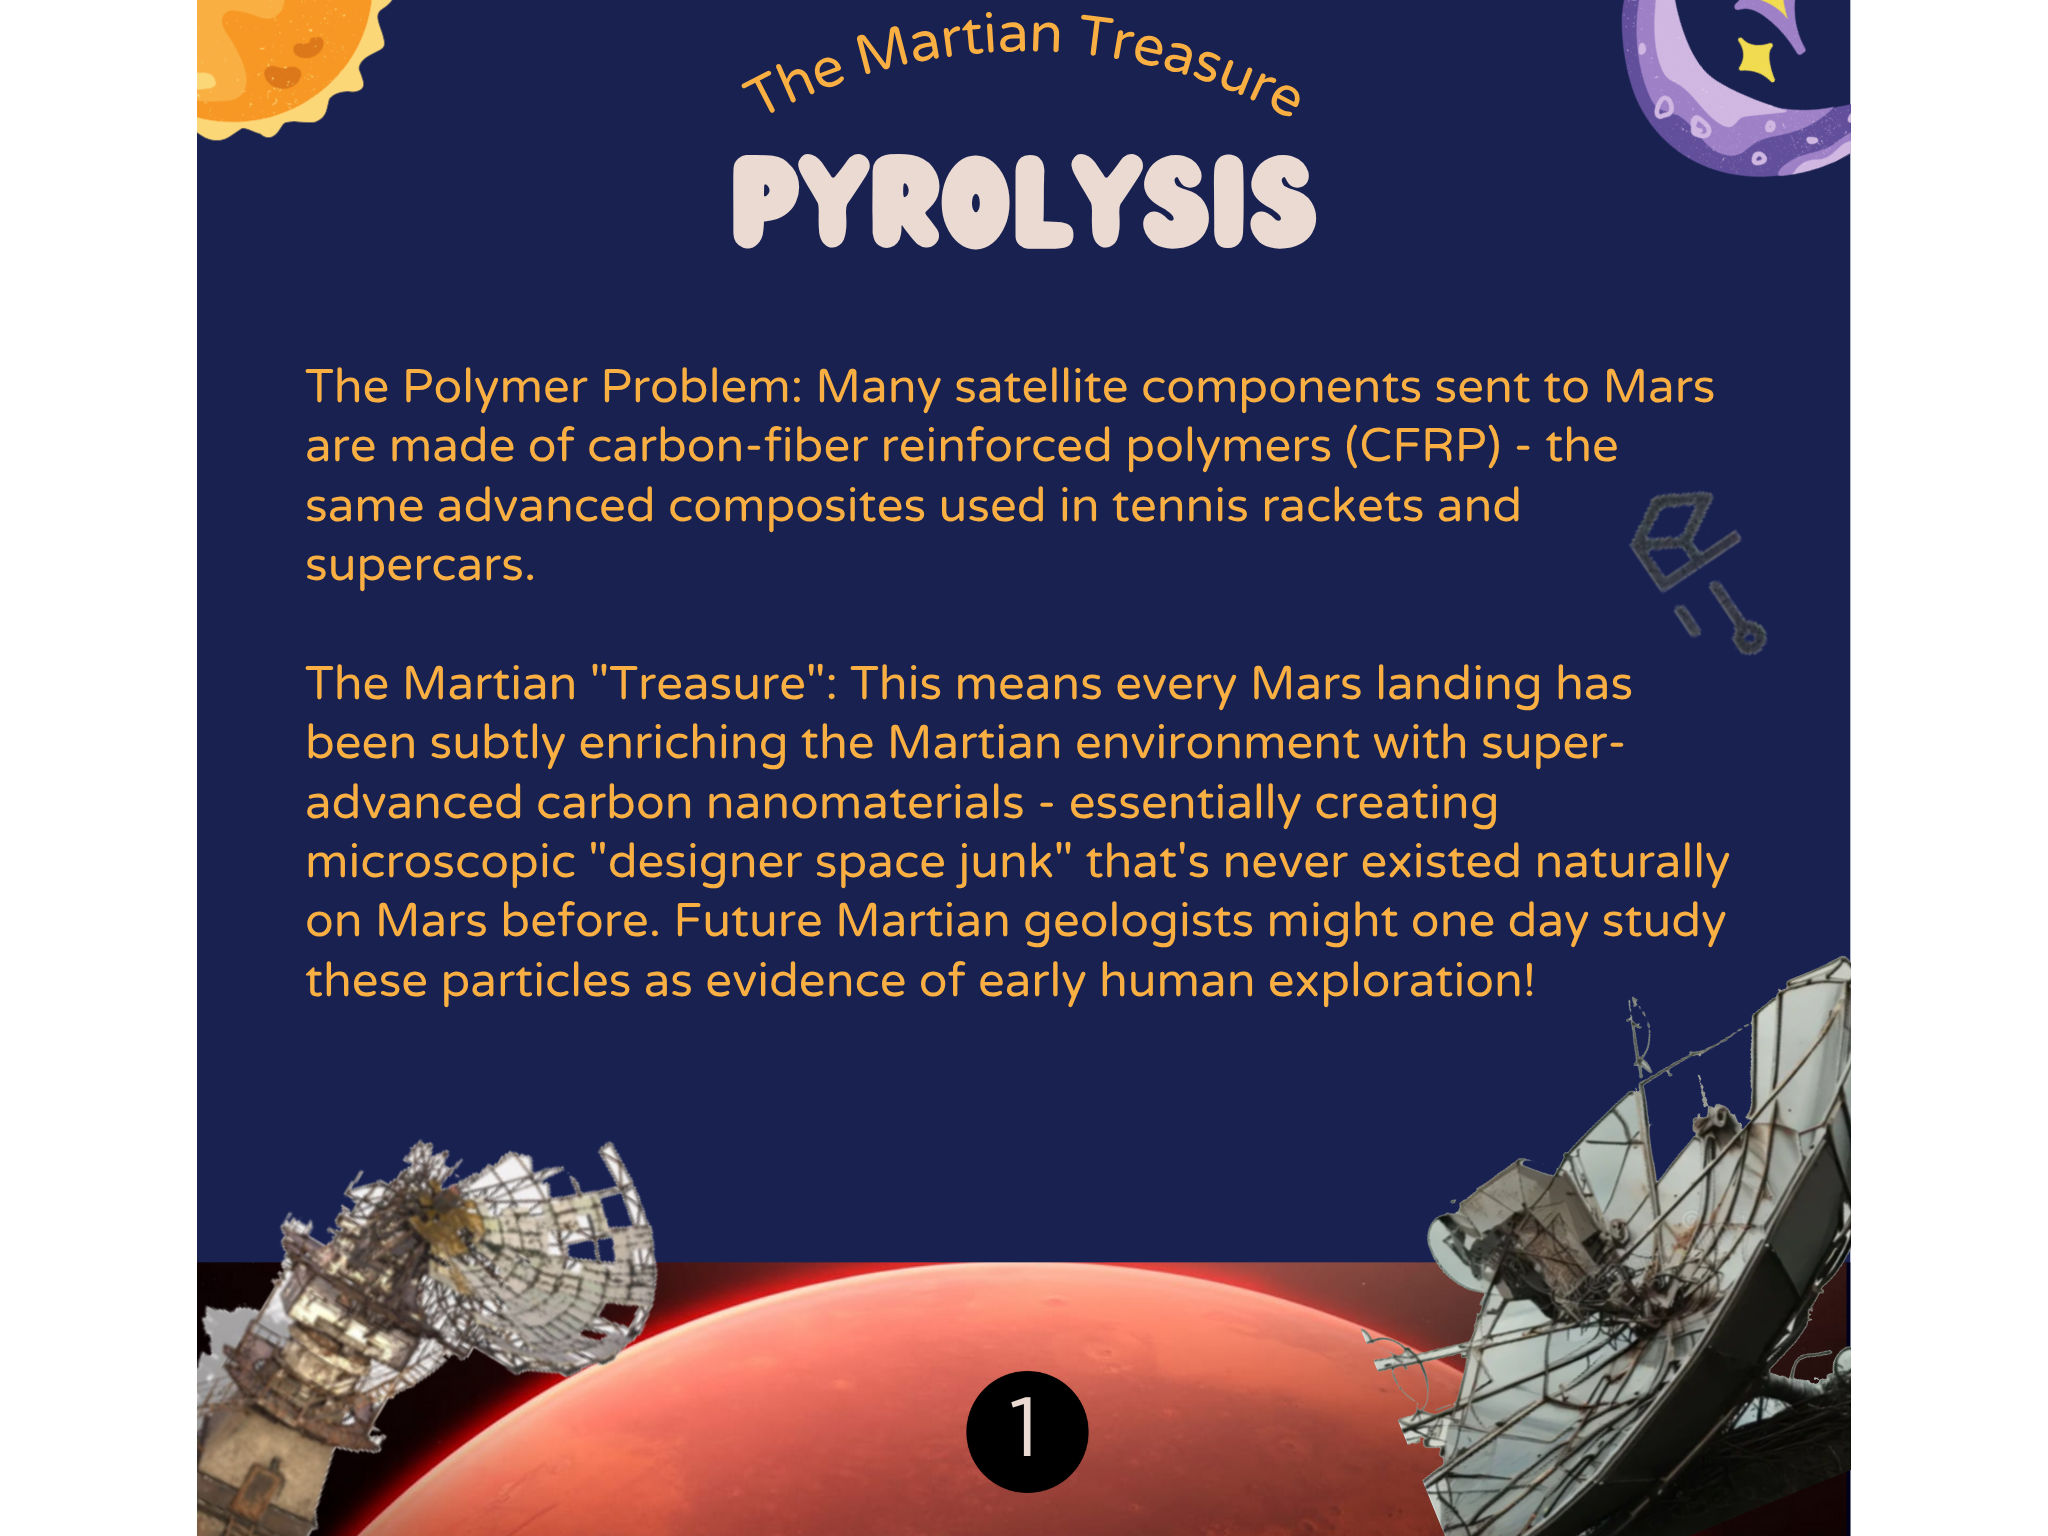 The Martian Treasure
PYROLYSIS
The Polymer Problem: Many satellite components sent to Mars
are made of carbon-fiber reinforced polymers (CFRP) - the
same advanced composites used in tennis rackets and
supercars.
The Martian "Treasure": This means every Mars landing has
been subtly enriching the Martian environment with super-
advanced carbon nanomaterials - essentially creating
microscopic "designer space junk" that's never existed naturally
on Mars before. Future Martian geologists might one day study
these particles as evidence of early human exploration!
1